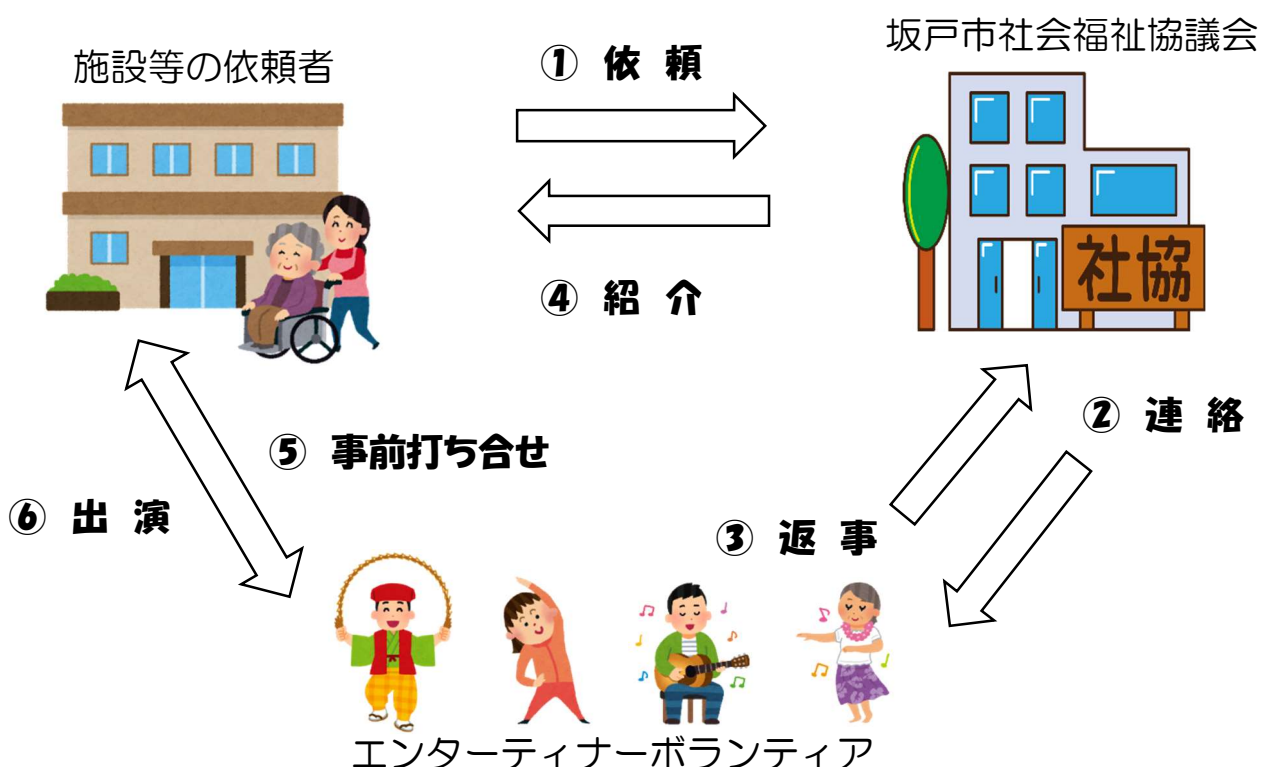 坂戸市社会福祉協議会
施設等の依頼者
① 依 頼
社協
④ 紹 介
② 連 絡
⑤ 事前打ち合せ
⑥ 出 演
③ 返 事
エンターティナーボランティア